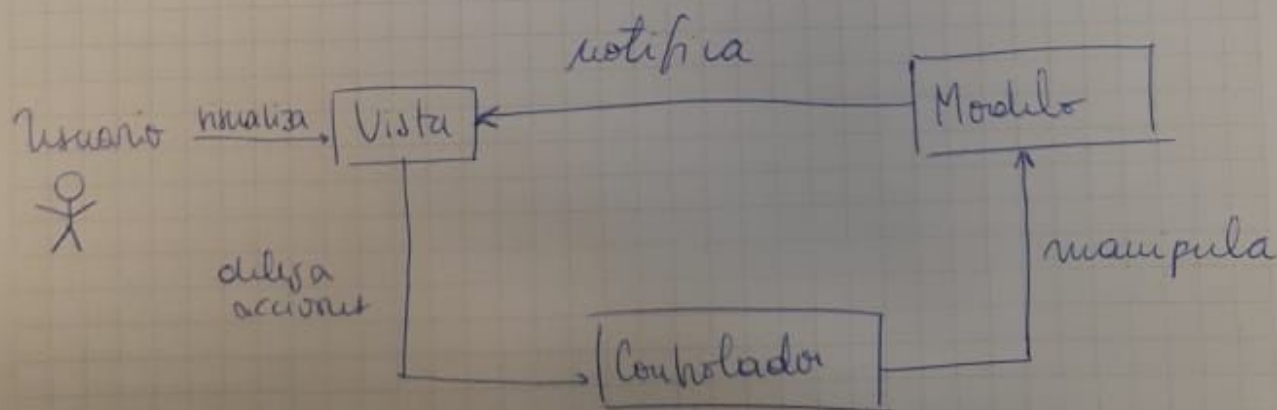 notifica
Usuario visualiza Vista Modelo
delega
acciones
manipula
Controlador